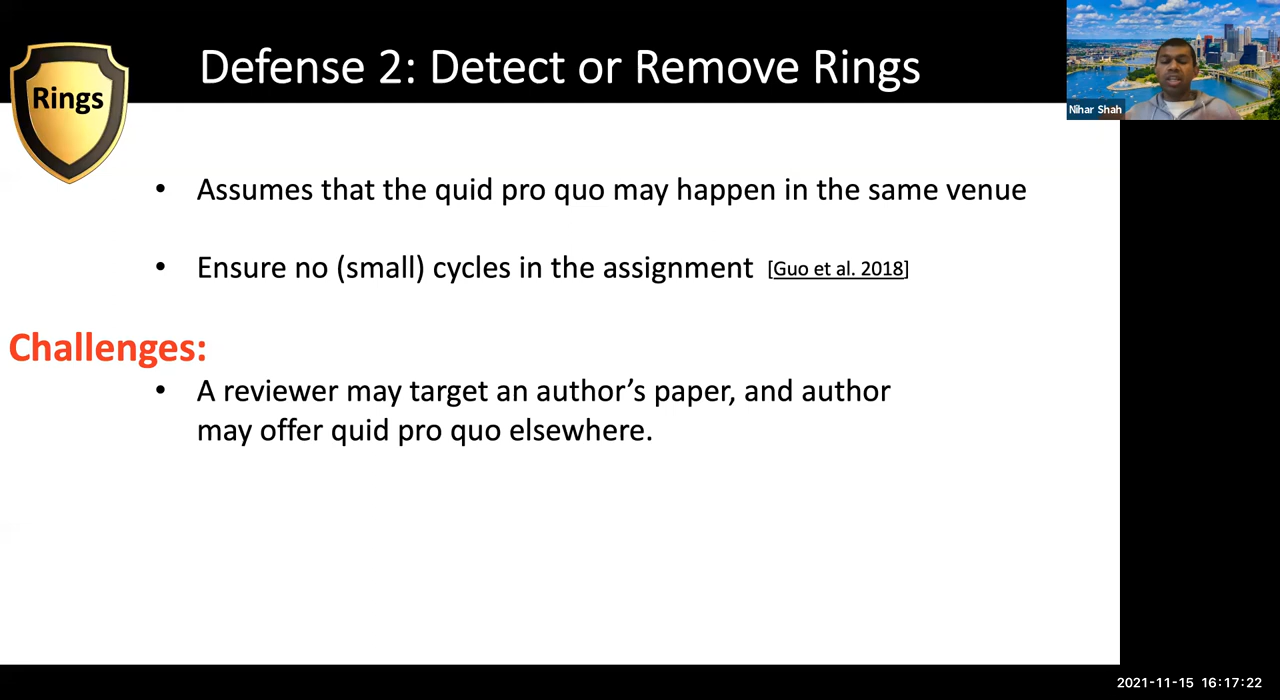 Defense 2: Detect or Remove Rings
Rings
Nihar Shah
• Assumes that the quid pro quo may happen in the same venue
• Ensure no (small) cycles in the assignment [Guo et al. 2018]
Challenges:
• A reviewer may target an author’s paper, and author
may offer quid pro quo elsewhere.
2021-11-15 16:17:22